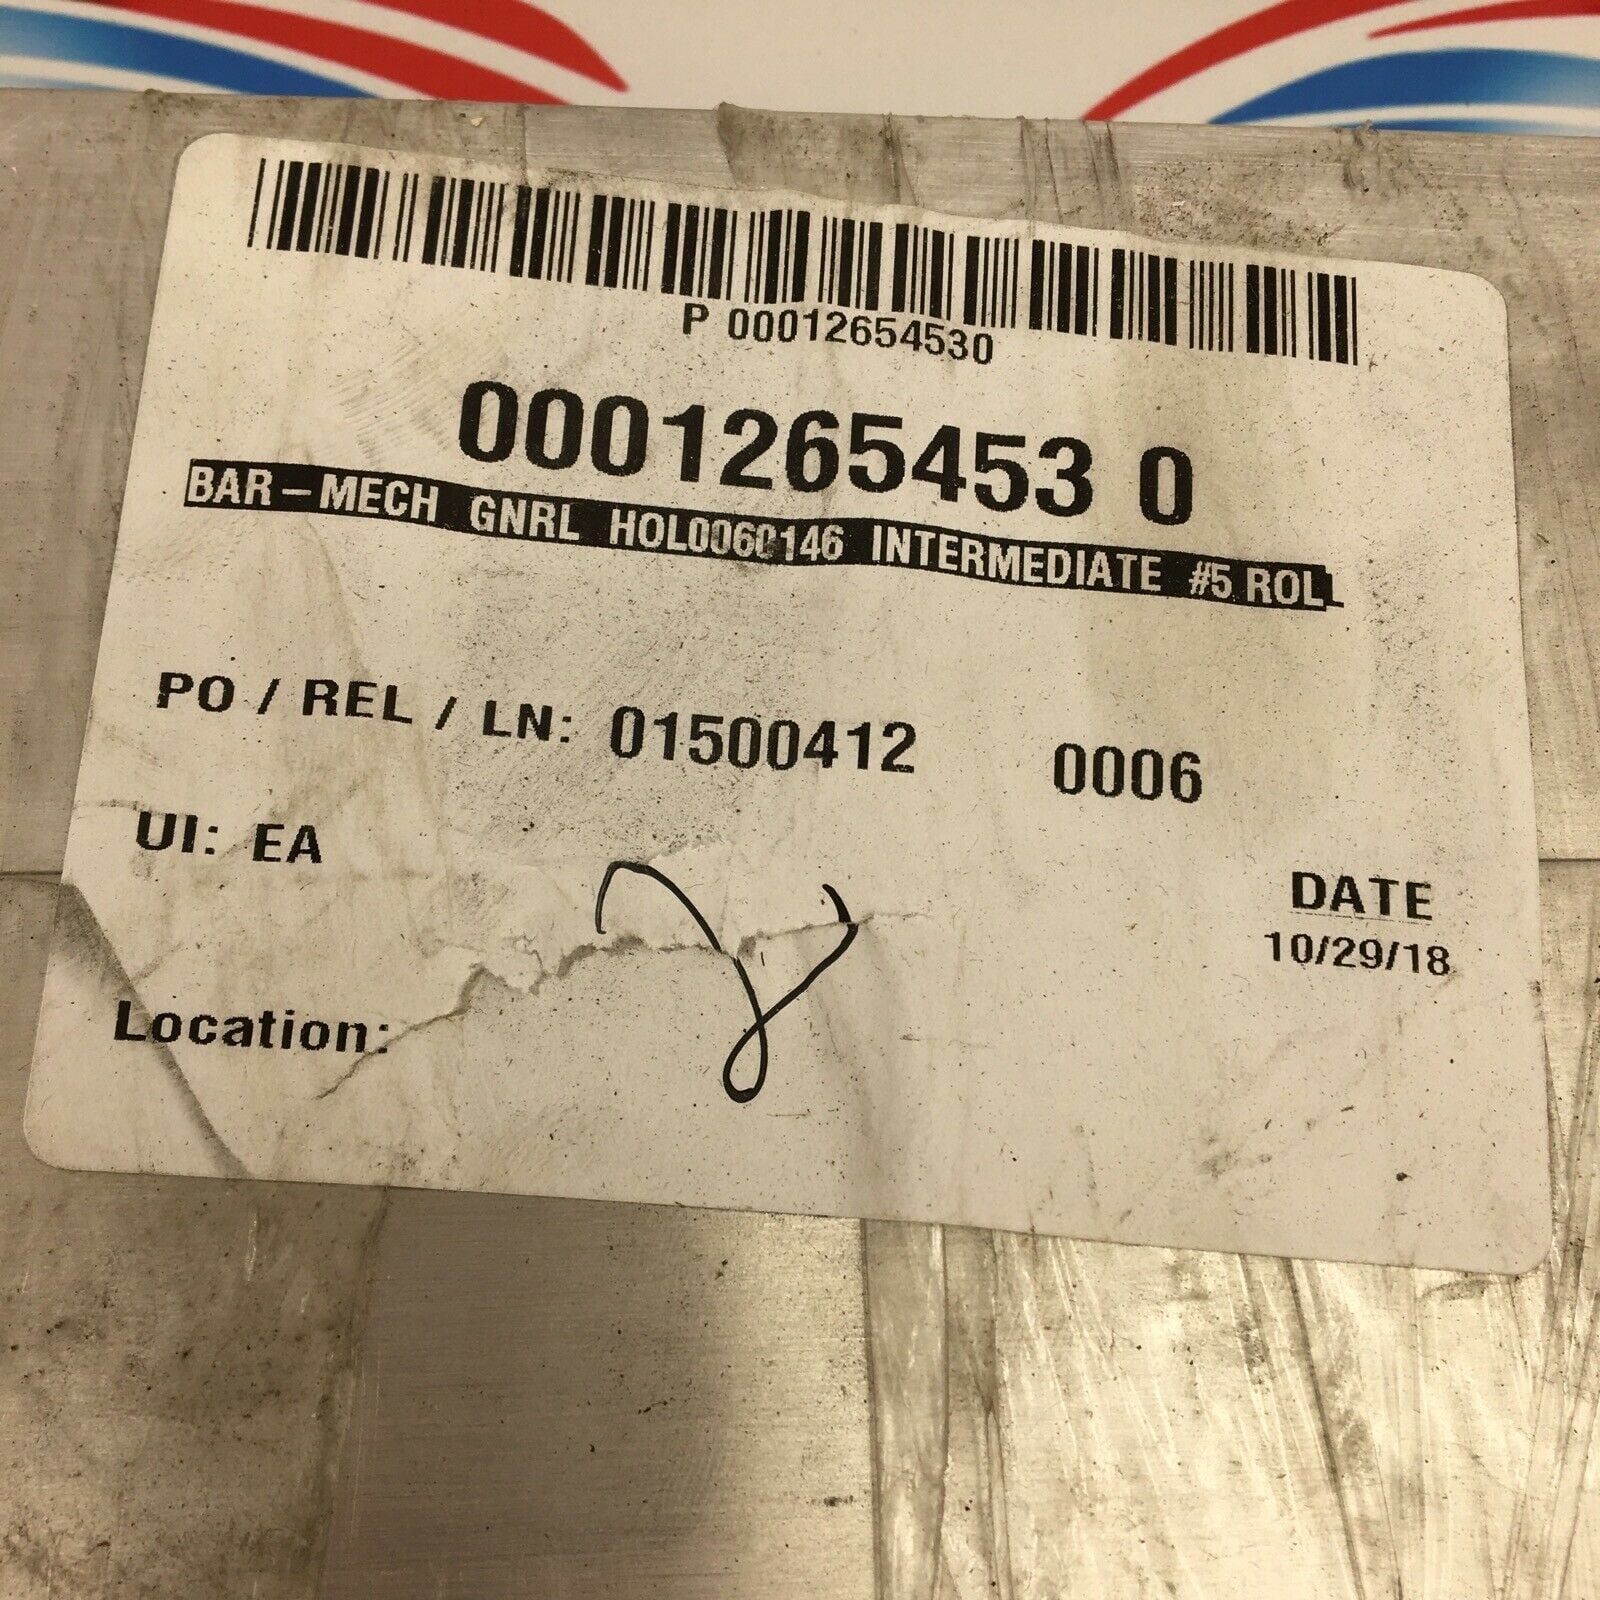 P 00012654530
0001265453 0
BAR-MECH GNRL HOL0060146 INTERMEDIATE #5 ROLL
PO / REL / LN: 01500412 0006
UI: EA
DATE
10/29/18
Location: